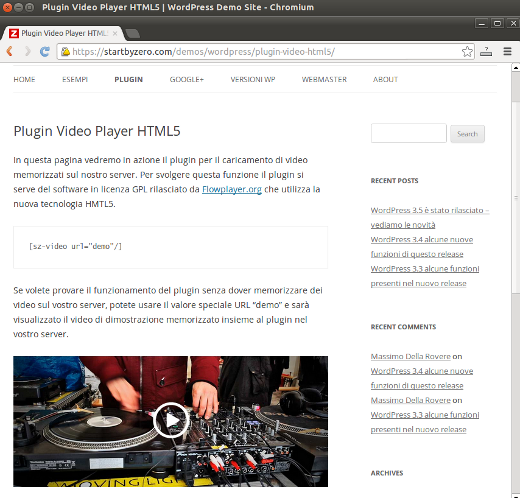 Plugin Video Player HTML5 | WordPress Demo Site - Chromium
Plugin Video Player HTML5
https://startbyzero.com/demos/wordpress/plugin-video-html5/
HOME ESEMPI PLUGIN GOOGLE+ VERSIONI WP WEBMASTER ABOUT
Plugin Video Player HTML5
In questa pagina vedremo in azione il plugin per il caricamento di video
memorizzati sul nostro server. Per svolgere questa funzione il plugin si
serve del software in licenza GPL rilasciato da Flowplayer.org che utilizza la
nuova tecnologia HMTL5.
[sz-video url="demo"/]
Se volete provare il funzionamento del plugin senza dover memorizzare dei
video sul vostro server, potete usare il valore speciale URL "demo" e sarà
visualizzato il video di dimostrazione memorizzato insieme al plugin nel
vostro server.
MOVING/LIGH
Search
RECENT POSTS
WordPress 3.5 è stato rilasciato –
vediamo le novità
WordPress 3.4 alcune nuove
funzioni di questo release
WordPress 3.3 alcune funzioni
presenti nel nuovo release
RECENT COMMENTS
Massimo Della Rovere on
WordPress 3.4 alcune nuove
funzioni di questo release
Massimo Della Rovere on
WordPress 3.3 alcune funzioni
presenti nel nuovo release
ARCHIVES